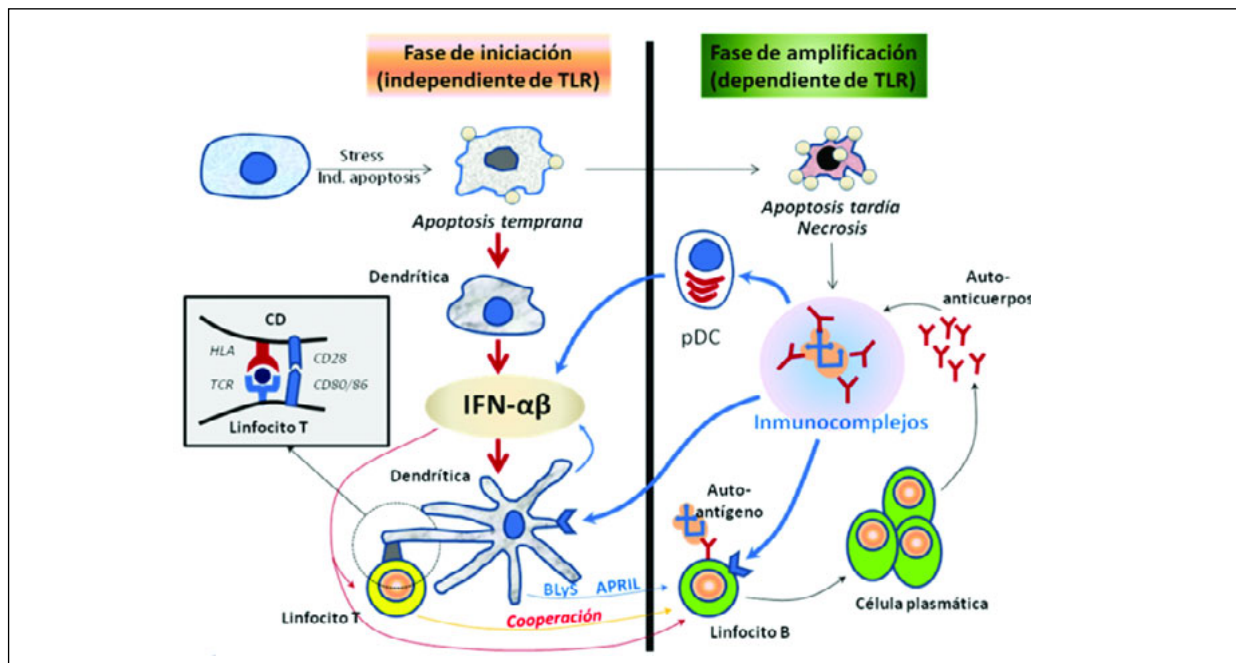 Fase de iniciación
(independiente de TLR)
Fase de amplificación
(dependiente de TLR)
Stress
Ind. apoptosis
Apoptosis temprana
Apoptosis tardía
Necrosis
Dendrítica
pDC
Auto-
anticuerpos
CD
HLA
CD28
TCR
CD80/86
Linfocito T
IFN-αβ
Inmunocomplejos
Dendrítica
Auto-
antígeno
BLyS APRIL
Cooperación
Linfocito T
Linfocito B
Célula plasmática